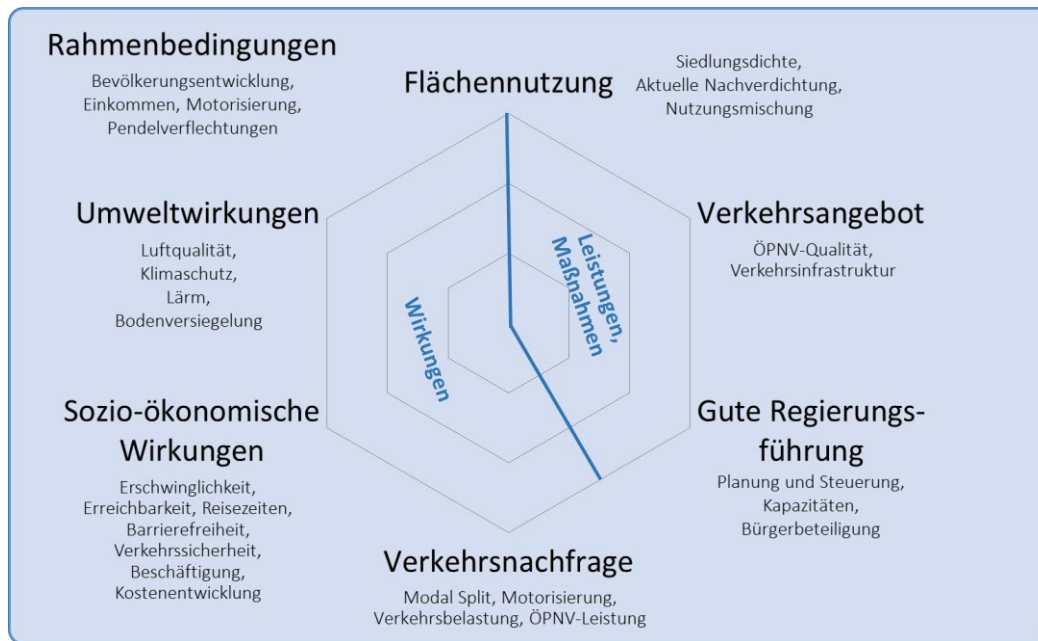 Rahmenbedingungen
Bevölkerungsentwicklung,
Einkommen, Motorisierung,
Pendelverflechtungen
Flächennutzung
Siedlungsdichte,
Aktuelle Nachverdichtung,
Nutzungsmischung
Umweltwirkungen
Luftqualität,
Klimaschutz,
Lärm,
Bodenversiegelung
Verkehrsangebot
ÖPNV-Qualität,
Verkehrsinfrastruktur
Wirkungen
Leistungen,
Maßnahmen
Sozio-ökonomische
Wirkungen
Erschwinglichkeit,
Erreichbarkeit, Reisezeiten,
Barrierefreiheit,
Verkehrssicherheit,
Beschäftigung,
Kostenentwicklung
Gute Regierungs-
führung
Planung und Steuerung,
Kapazitäten,
Bürgerbeteiligung
Verkehrsnachfrage
Modal Split, Motorisierung,
Verkehrsbelastung, ÖPNV-Leistung